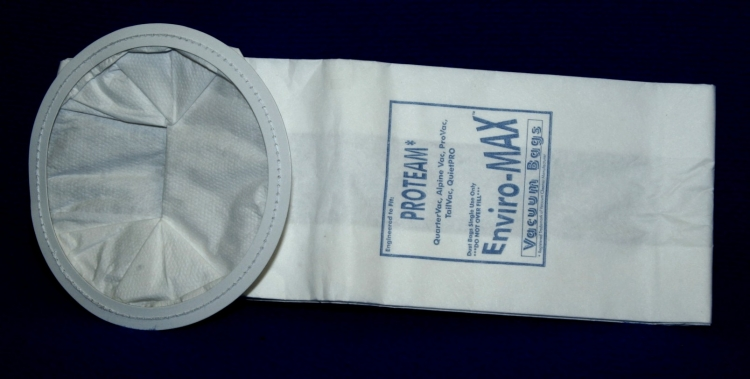 Engineered to Fit:
PROTEAM*
QuarterVac, Alpine Vac, ProVac,
TailVac, QuietPRO
Dust Bags Single Use Only
***DO NOT OVER FILL***
Enviro-MAX™
Vacuum Bags